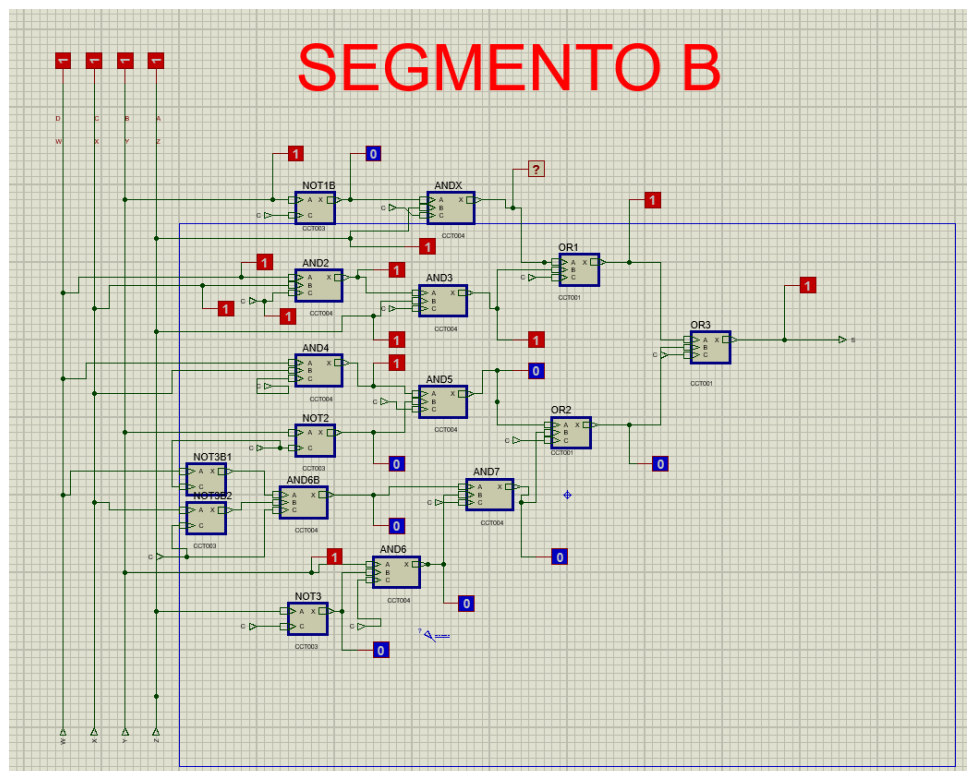 SEGMENTO B
1 1 1 1
D C B A
W X Y Z
1 0
?
NOT1B ANDX
A X A X
C B
C C
C
CCT003 CCT004
1
1
OR1
A X
B
C C
CCT001
1 1
AND2 AND3
A X A X
B B
C C C C
CCT004 CCT004
1 1
1 1
1
OR3
A X
B
C C
CCT001
S
1 0
AND4 AND5
A X A X
B B
C C C C
CCT004 CCT004
NOT2
A X
C C
CCT003
0
OR2
A X
B
C C
CCT001
0
NOT3B1
A X
C
NOT3B2
A X
C
CCT003
C
AND6B
A X
B
C
CCT004
0
AND7
A X
B
C C
CCT004
0
1
AND6
A X
B
C
CCT004
C
0
NOT3
A X
C C
CCT003
0
?
W X Y Z